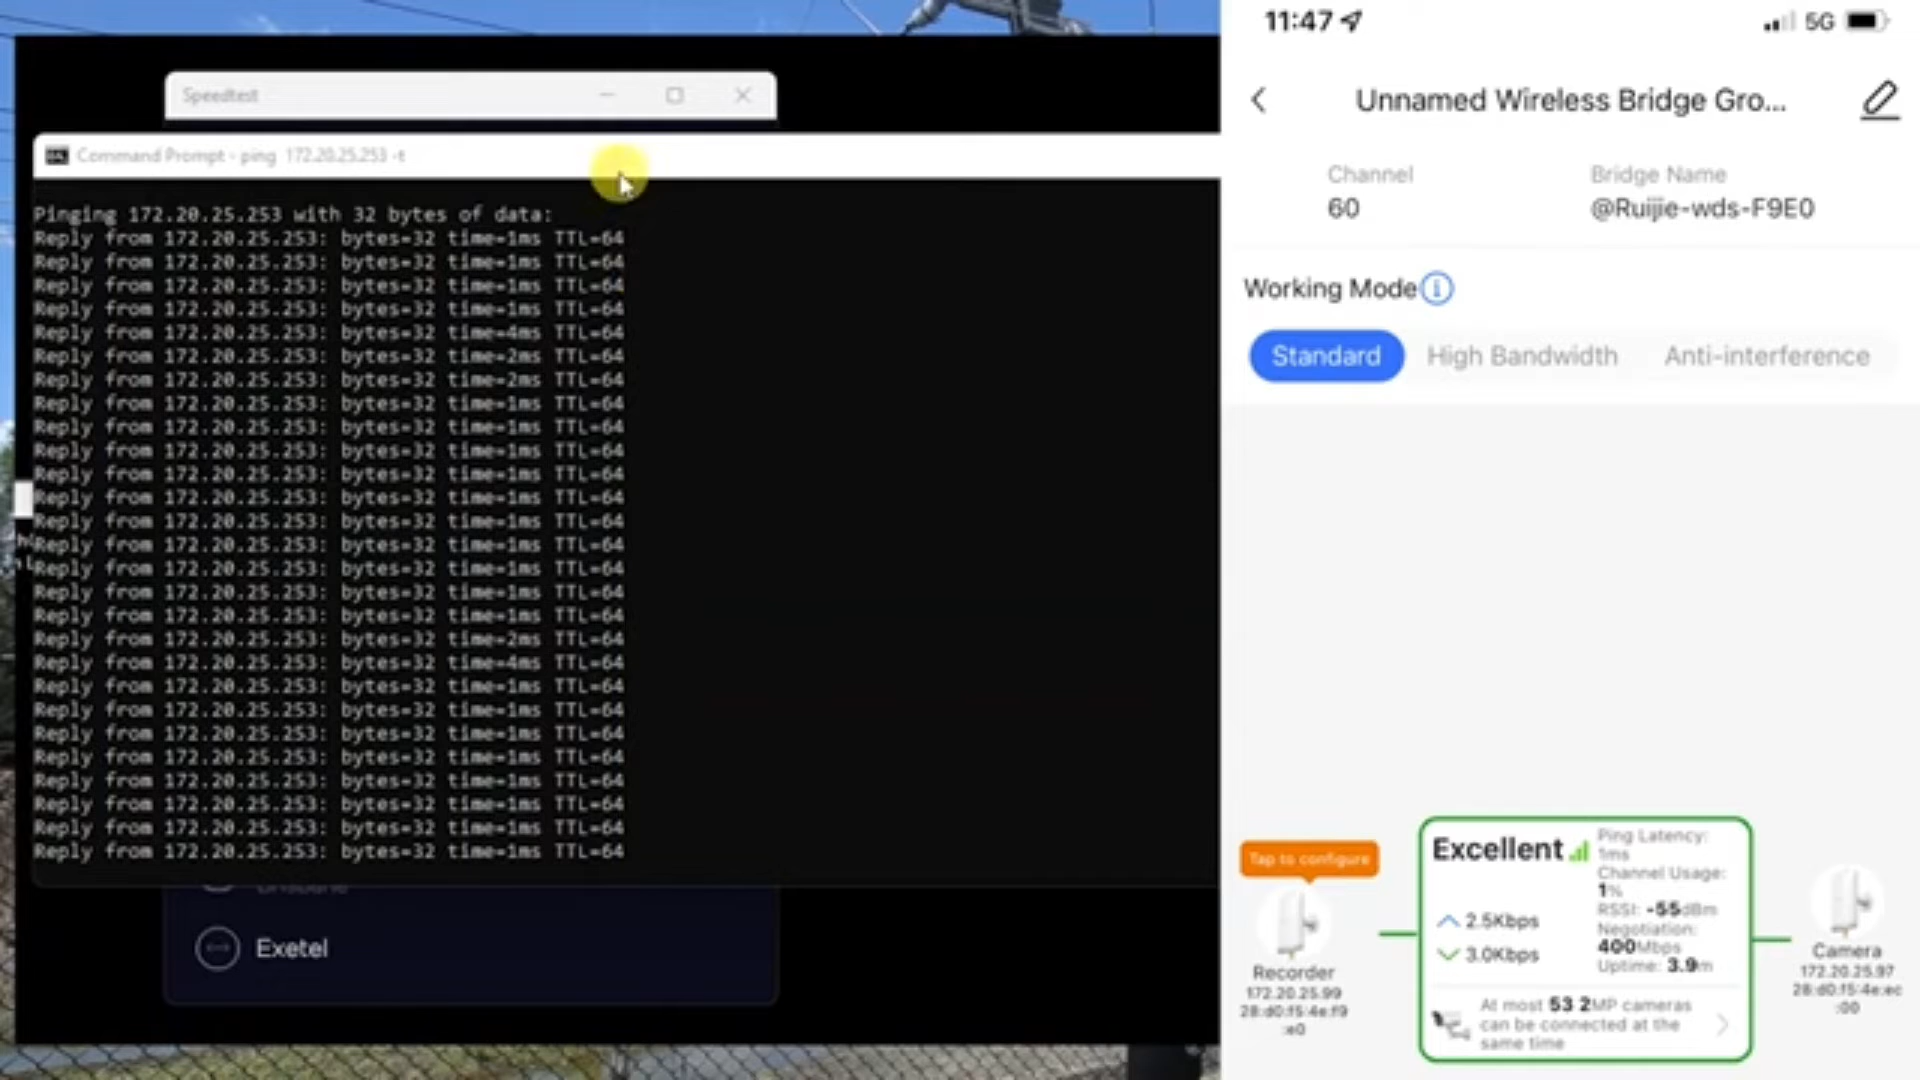 Speedtest
Command Prompt - ping 172.20.25.253 -t
Pinging 172.20.25.253 with 32 bytes of data:
Reply from 172.20.25.253: bytes=32 time=1ms TTL=64
Reply from 172.20.25.253: bytes=32 time=1ms TTL=64
Reply from 172.20.25.253: bytes=32 time=1ms TTL=64
Reply from 172.20.25.253: bytes=32 time=1ms TTL=64
Reply from 172.20.25.253: bytes=32 time=4ms TTL=64
Reply from 172.20.25.253: bytes=32 time=2ms TTL=64
Reply from 172.20.25.253: bytes=32 time=2ms TTL=64
Reply from 172.20.25.253: bytes=32 time=1ms TTL=64
Reply from 172.20.25.253: bytes=32 time=1ms TTL=64
Reply from 172.20.25.253: bytes=32 time=1ms TTL=64
Reply from 172.20.25.253: bytes=32 time=1ms TTL=64
Reply from 172.20.25.253: bytes=32 time=1ms TTL=64
Reply from 172.20.25.253: bytes=32 time=1ms TTL=64
Reply from 172.20.25.253: bytes=32 time=1ms TTL=64
Reply from 172.20.25.253: bytes=32 time=1ms TTL=64
Reply from 172.20.25.253: bytes=32 time=1ms TTL=64
Reply from 172.20.25.253: bytes=32 time=1ms TTL=64
Reply from 172.20.25.253: bytes=32 time=2ms TTL=64
Reply from 172.20.25.253: bytes=32 time=4ms TTL=64
Reply from 172.20.25.253: bytes=32 time=1ms TTL=64
Reply from 172.20.25.253: bytes=32 time=1ms TTL=64
Reply from 172.20.25.253: bytes=32 time=1ms TTL=64
Reply from 172.20.25.253: bytes=32 time=1ms TTL=64
Reply from 172.20.25.253: bytes=32 time=1ms TTL=64
Reply from 172.20.25.253: bytes=32 time=1ms TTL=64
Reply from 172.20.25.253: bytes=32 time=1ms TTL=64
Reply from 172.20.25.253: bytes=32 time=1ms TTL=64
Brisbane
Exetel
11:47
5G
Unnamed Wireless Bridge Gro...
Channel
60
Bridge Name
@Ruijie-wds-F9E0
Working Mode
Standard
High Bandwidth
Anti-interference
Tap to configure
Recorder
172.20.25.99
28:d0:f5:4e:f9
:e0
Excellent
2.5Kbps
3.0Kbps
Ping Latency:
1ms
Channel Usage:
1%
RSSI: -55dBm
Negotiation:
400Mbps
Uptime: 3.9m
At most 53 2MP cameras
can be connected at the
same time
Camera
172.20.25.97
28:d0:f5:4e:ec
:00